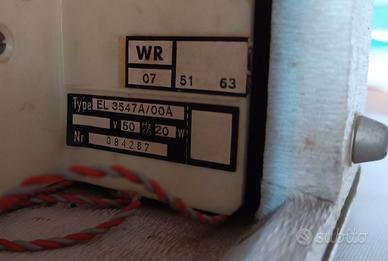 WR
07 51 63
Type EL 3547A/00A
V 50 Hz c/s 20 W
Nr 084287
subito